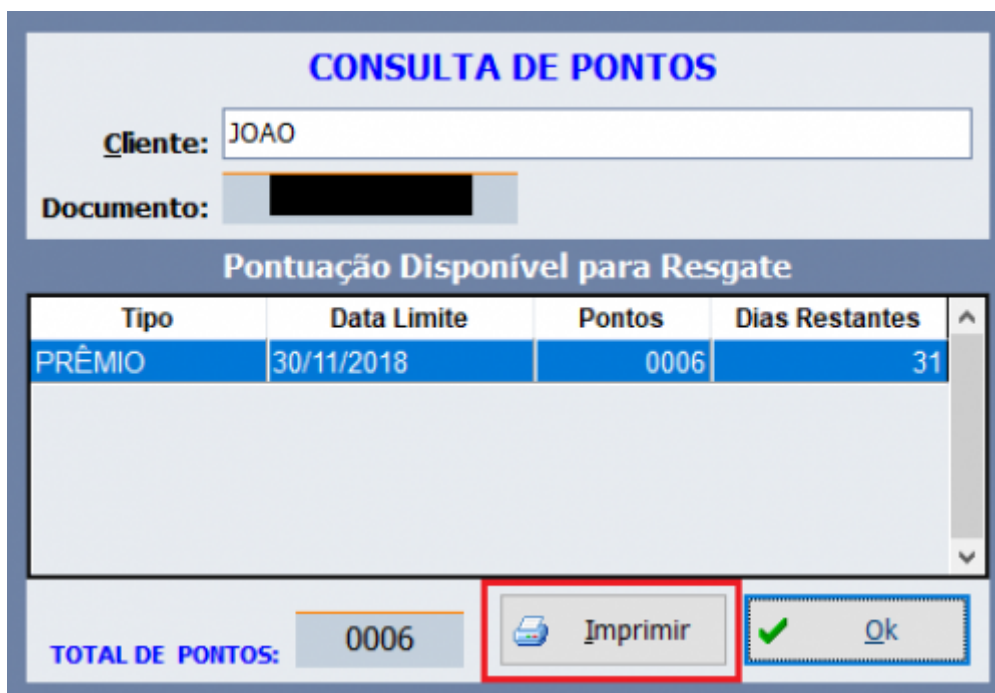 CONSULTA DE PONTOS
Cliente: JOAO
Documento:
Pontuação Disponível para Resgate
Tipo Data Limite Pontos Dias Restantes
PRÊMIO 30/11/2018 0006 31
TOTAL DE PONTOS: 0006 Imprimir Ok